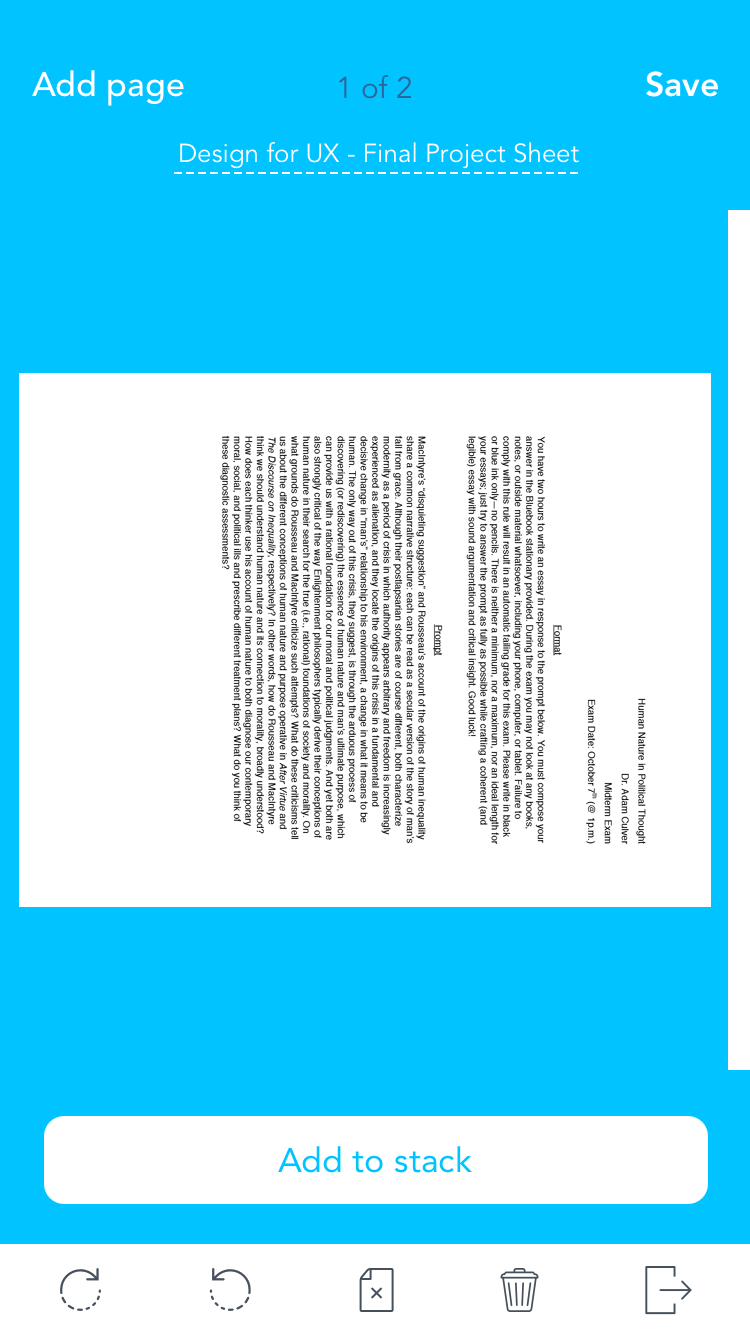 Add page
1 of 2
Save
Design for UX - Final Project Sheet
Human Nature in Political Thought
Dr. Adam Culver
Midterm Exam
Exam Date: October 7th (@ 1p.m.)
Format
You have two hours to write an essay in response to the prompt below. You must compose your
answer in the Bluebook stationary provided. During the exam you may not look at any books,
notes, or outside material whatsoever, including your phone, computer, or tablet. Failure to
comply with this rule will result in an automatic failing grade for this exam. Please write in black
or blue ink only—no pencils. There is neither a minimum, nor a maximum, nor an ideal length for
your essays; just try to answer the prompt as fully as possible while crafting a coherent (and
legible) essay with sound argumentation and critical insight. Good luck!
Prompt
MacIntyre's "disquieting suggestion" and Rousseau's account of the origins of human inequality
share a common narrative structure: each can be read as a secular version of the story of man's
fall from grace. Although their postlapsarian stories are of course different, both characterize
modernity as a period of crisis in which authority appears arbitrary and freedom is increasingly
experienced as alienation, and they locate the origins of this crisis in a fundamental and
decisive change in "man's" relationship to his environment, a change in what it means to be
human. The only way out of this crisis, they suggest, is through the arduous process of
discovering (or rediscovering) the essence of human nature and man's ultimate purpose, which
can provide us with a rational foundation for our moral and political judgments. And yet both are
also strongly critical of the way Enlightenment philosophers typically derive their conceptions of
human nature in their search for the true (i.e., rational) foundations of society and morality. On
what grounds do Rousseau and MacIntyre criticize such attempts? What do these criticisms tell
us about the different conceptions of human nature and purpose operative in After Virtue and
The Discourse on Inequality, respectively? In other words, how do Rousseau and MacIntyre
think we should understand human nature and its connection to morality, broadly understood?
How does each thinker use his account of human nature to both diagnose our contemporary
moral, social, and political ills and prescribe different treatment plans? What do you think of
these diagnostic assessments?
Add to stack